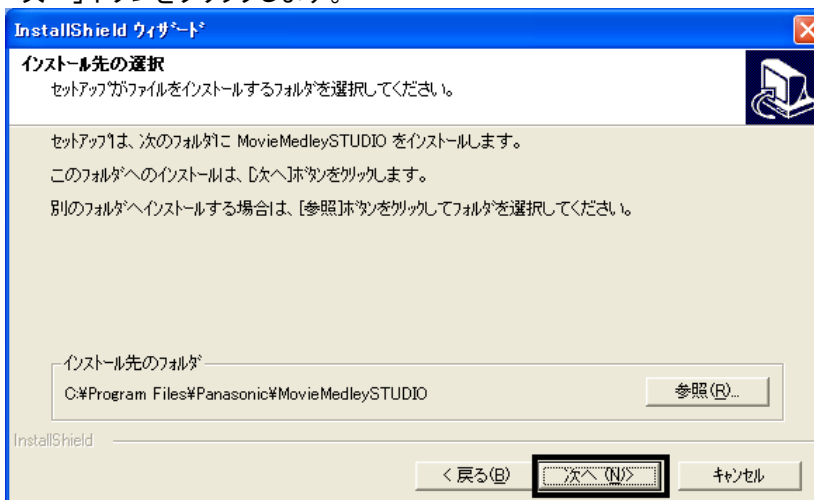 InstallShield ウィザード
インストール先の選択
セットアップがファイルをインストールするフォルダを選択してください。
セットアップは、次のフォルダに MovieMedleySTUDIO をインストールします。
このフォルダへのインストールは、[次へ]ボタンをクリックします。
別のフォルダへインストールする場合は、[参照]ボタンをクリックしてフォルダを選択してください。
インストール先のフォルダ
C:¥Program Files¥Panasonic¥MovieMedleySTUDIO
参照(R)...
InstallShield
< 戻る(B)
次へ (N)>
キャンセル